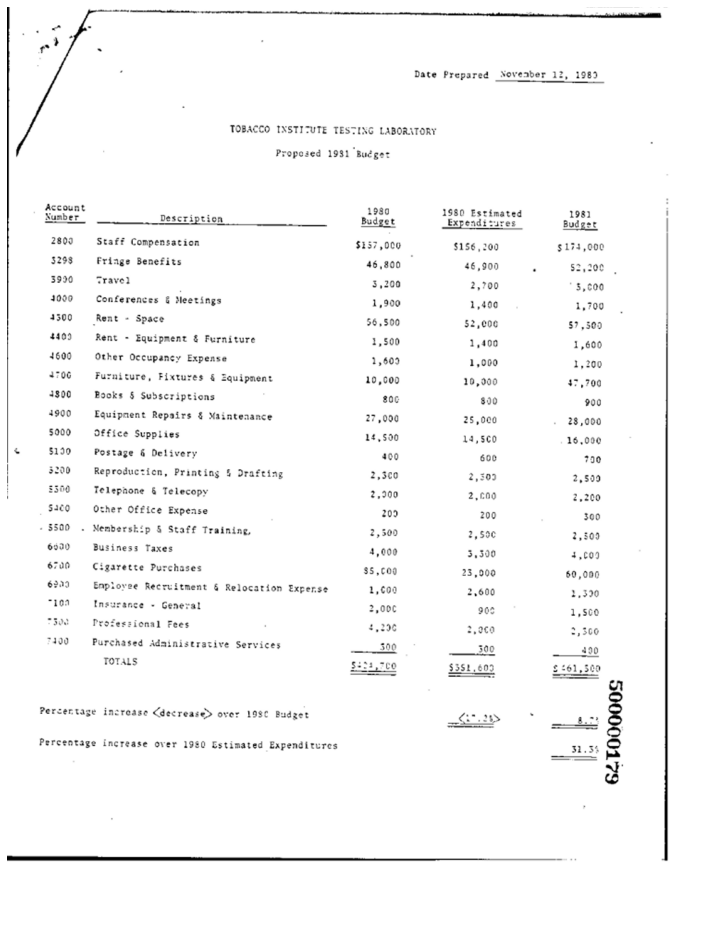 Date Prepared November 12, 1980
TOBACCO INSTITUTE TESTING LABORATORY
Proposed 1981 Budget
Account Number Description 1980 Budget 1980 Estimated Expenditures 1981 Budget
2800 Staff Compensation $157,000 $156,200 $174,000
3298 Fringe Benefits 46,800 46,900 52,200
3900 Travel 3,200 2,700 3,000
4000 Conferences & Meetings 1,900 1,400 1,700
4300 Rent - Space 56,500 52,000 57,500
4400 Rent - Equipment & Furniture 1,500 1,400 1,600
4600 Other Occupancy Expense 1,600 1,000 1,200
4700 Furniture, Fixtures & Equipment 10,000 10,000 47,700
4800 Books & Subscriptions 800 800 900
4900 Equipment Repairs & Maintenance 27,000 25,000 28,000
5000 Office Supplies 14,500 14,500 16,000
5100 Postage & Delivery 400 600 700
5200 Reproduction, Printing & Drafting 2,300 2,300 2,500
5300 Telephone & Telecopy 2,000 2,000 2,200
5400 Other Office Expense 200 200 300
5500 Membership & Staff Training 2,500 2,500 2,500
Business Taxes 4,000 3,300 4,000
6700 Cigarette Purchases 85,000 23,000 60,000
6900 Employee Recruitment & Relocation Expense 1,000 2,600 1,300
7100 Insurance - General 2,000 900 1,500
7300 Professional Fees 4,200 2,000 2,300
7400 Purchased Administrative Services 300 300 400
TOTALS $424,700 $351,600 $461,500
Percentage increase <decrease> over 1980 Budget
Percentage increase over 1980 Estimated Expenditures 31.3%
500000179